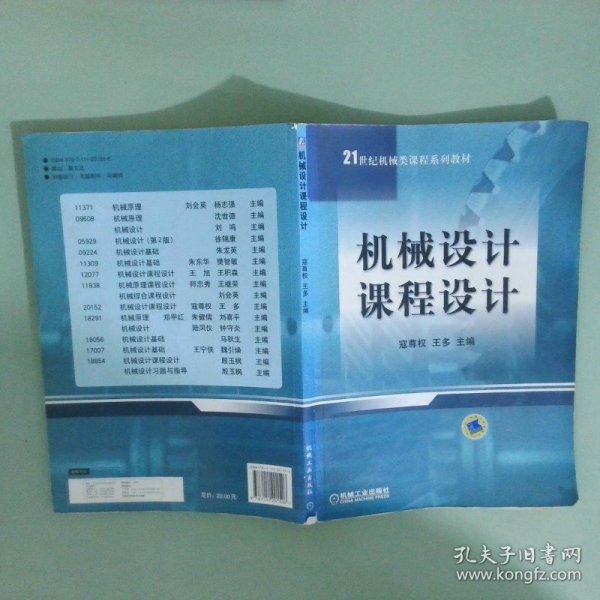 21世纪机械类课程系列教材
机械设计
课程设计
寇尊权 王多 主编
机械工业出版社
CHINA MACHINE PRESS
机械设计课程设计
寇尊权 王多 主编
机械工业出版社
11371 机械原理 刘会英 杨志强 主编
09608 机械原理 沈世德 主编
机械设计 刘鸣 主编
05929 机械设计(第2版) 徐锦康 主编
09224 机械设计基础 朱龙英 主编
11309 机械设计基础 朱东华 樊智敏 主编
12077 机械设计课程设计 王旭 王积森 主编
11838 机械原理课程设计 师忠秀 王继荣 主编
机械综合课程设计 刘会英 主编
20152 机械设计课程设计 寇尊权 王多 主编
18291 机械原理 郑甲红 朱建儒 刘喜平 主编
机械设计 陆凤仪 钟守炎 主编
18056 机械设计基础 马秋生 主编
17007 机械设计基础 王宁侠 魏引焕 主编
18854 机械设计课程设计 殷玉枫 主编
机械设计习题与指导 殷玉枫 主编
定价:29.00元
孔夫子旧书网
www.kongfz.com